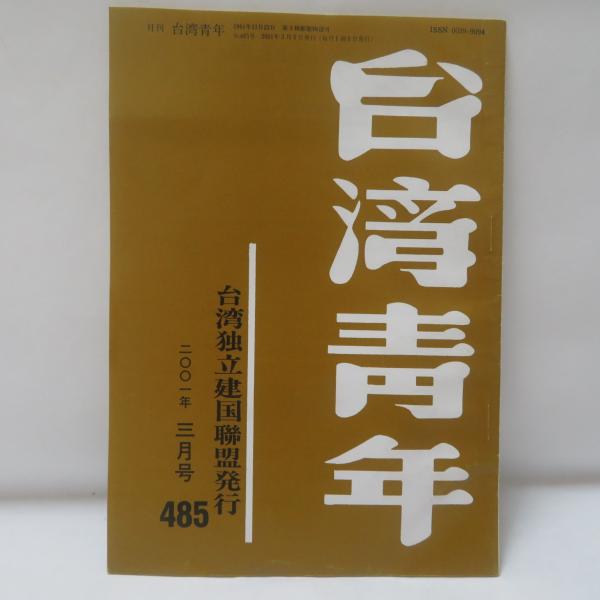 月刊 台湾青年
ISSN 0039-9094
台湾青年
台湾独立建国聯盟発行
二〇〇一年 三月号
485